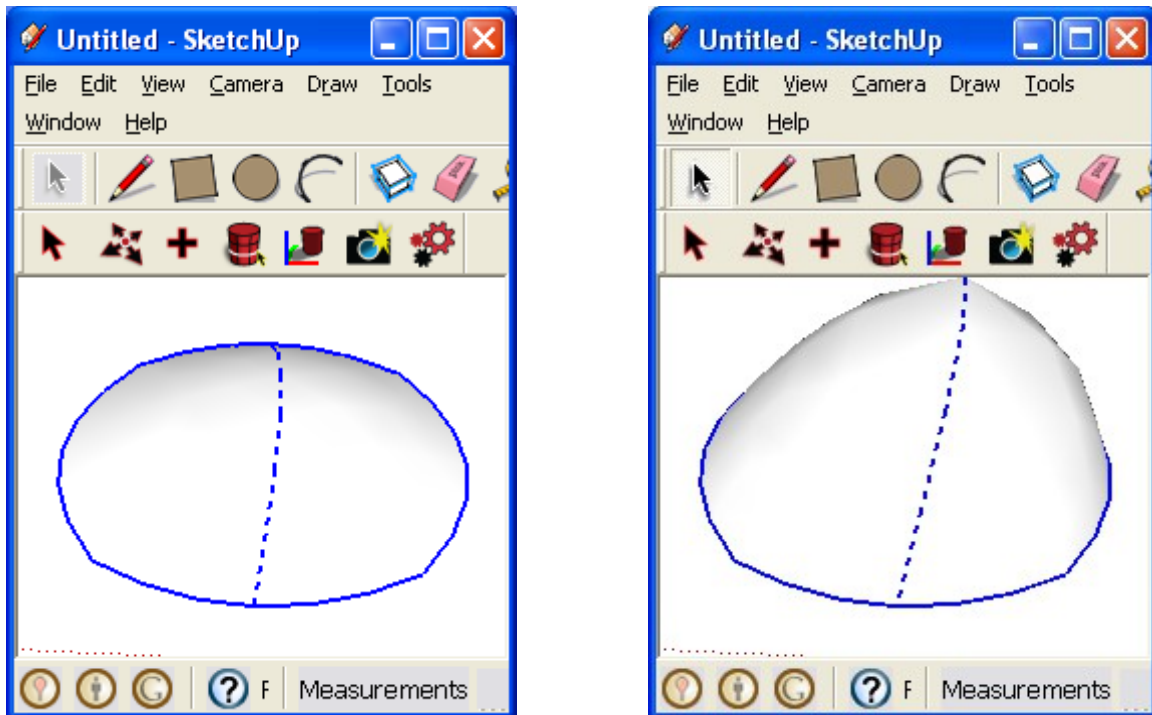 Untitled - SketchUp
File Edit View Camera Draw Tools
Window Help
G ? F Measurements
Untitled - SketchUp
File Edit View Camera Draw Tools
Window Help
G ? F Measurements